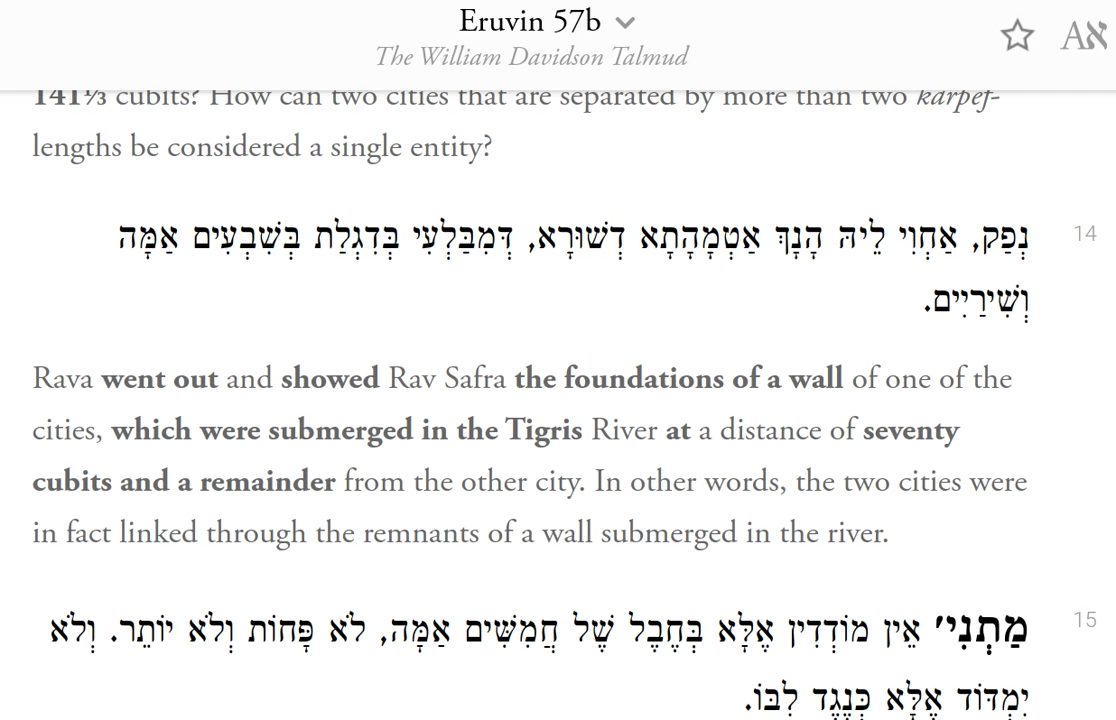 Eruvin 57b
The William Davidson Talmud
Aא
141⅓ cubits? How can two cities that are separated by more than two karpef-
lengths be considered a single entity?
נְפַק, אַחְוִי לֵיהּ הָנָךְ אַטְמָהָתָא דְשׁוּרָא, דְּמִבַּלְעִי בְּדִגְלַת בְּשִׁבְעִים אַמָּה
14
וְשִׁירַיִים.
Rava went out and showed Rav Safra the foundations of a wall of one of the
cities, which were submerged in the Tigris River at a distance of seventy
cubits and a remainder from the other city. In other words, the two cities were
in fact linked through the remnants of a wall submerged in the river.
מַתְנִי׳ אֵין מוֹדְדִין אֶלָּא בְּחֶבֶל שֶׁל חֲמִשִּׁים אַמָּה, לֹא פָּחוֹת וְלֹא יוֹתֵר. וְלֹא
15
יִמְדּוֹד אֶלָּא כְּנֶגֶד לִבּוֹ.